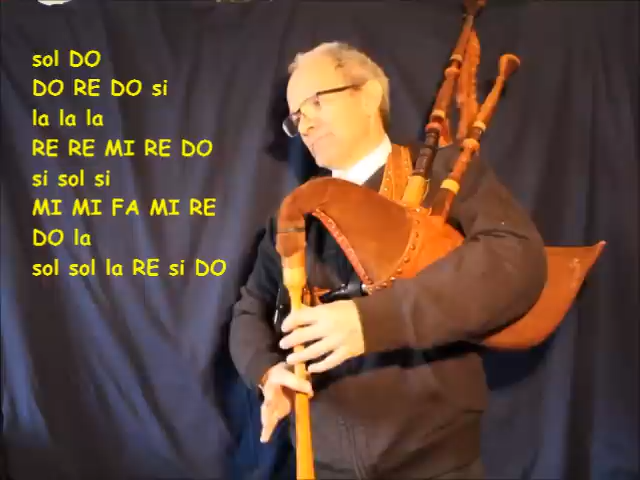 sol DO
DO RE DO si
la la la
RE RE MI RE DO
si sol si
MI MI FA MI RE
DO la
sol sol la RE si DO